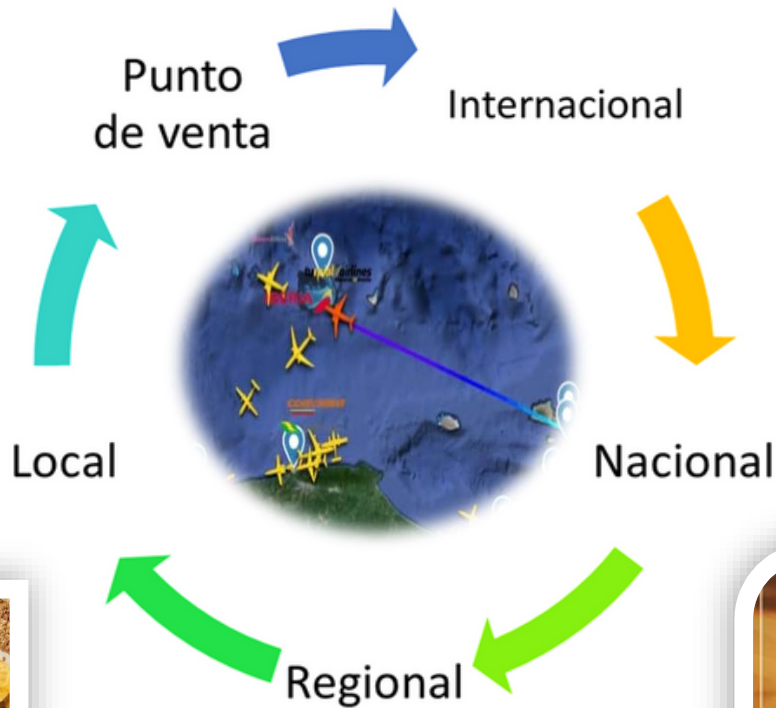 Punto
de venta
Internacional
Nacional
Regional
Local